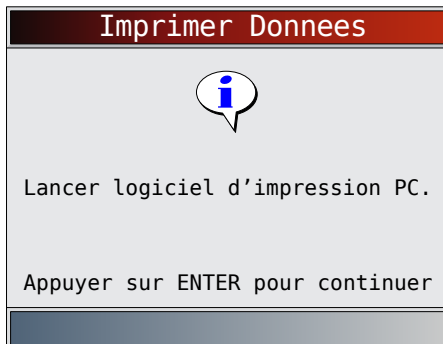 Imprimer Donnees
i
Lancer logiciel d'impression PC.
Appuyer sur ENTER pour continuer